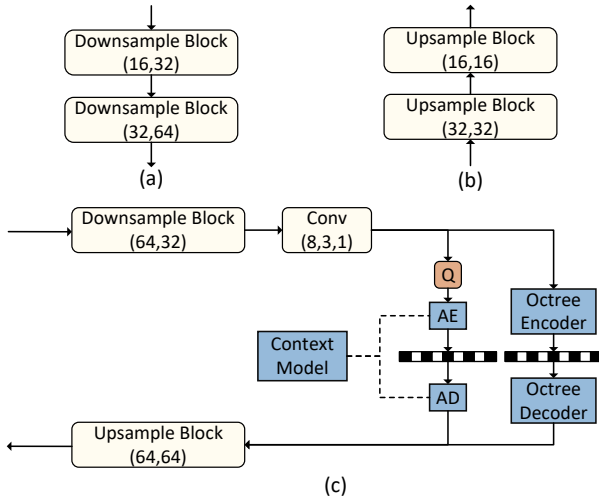 Downsample Block
(16,32)
Downsample Block
(32,64)
(a)
Upsample Block
(16,16)
Upsample Block
(32,32)
(b)
Downsample Block
(64,32)
Conv
(8,3,1)
Q
AE
Octree
Encoder
Context
Model
AD
Octree
Decoder
Upsample Block
(64,64)
(c)